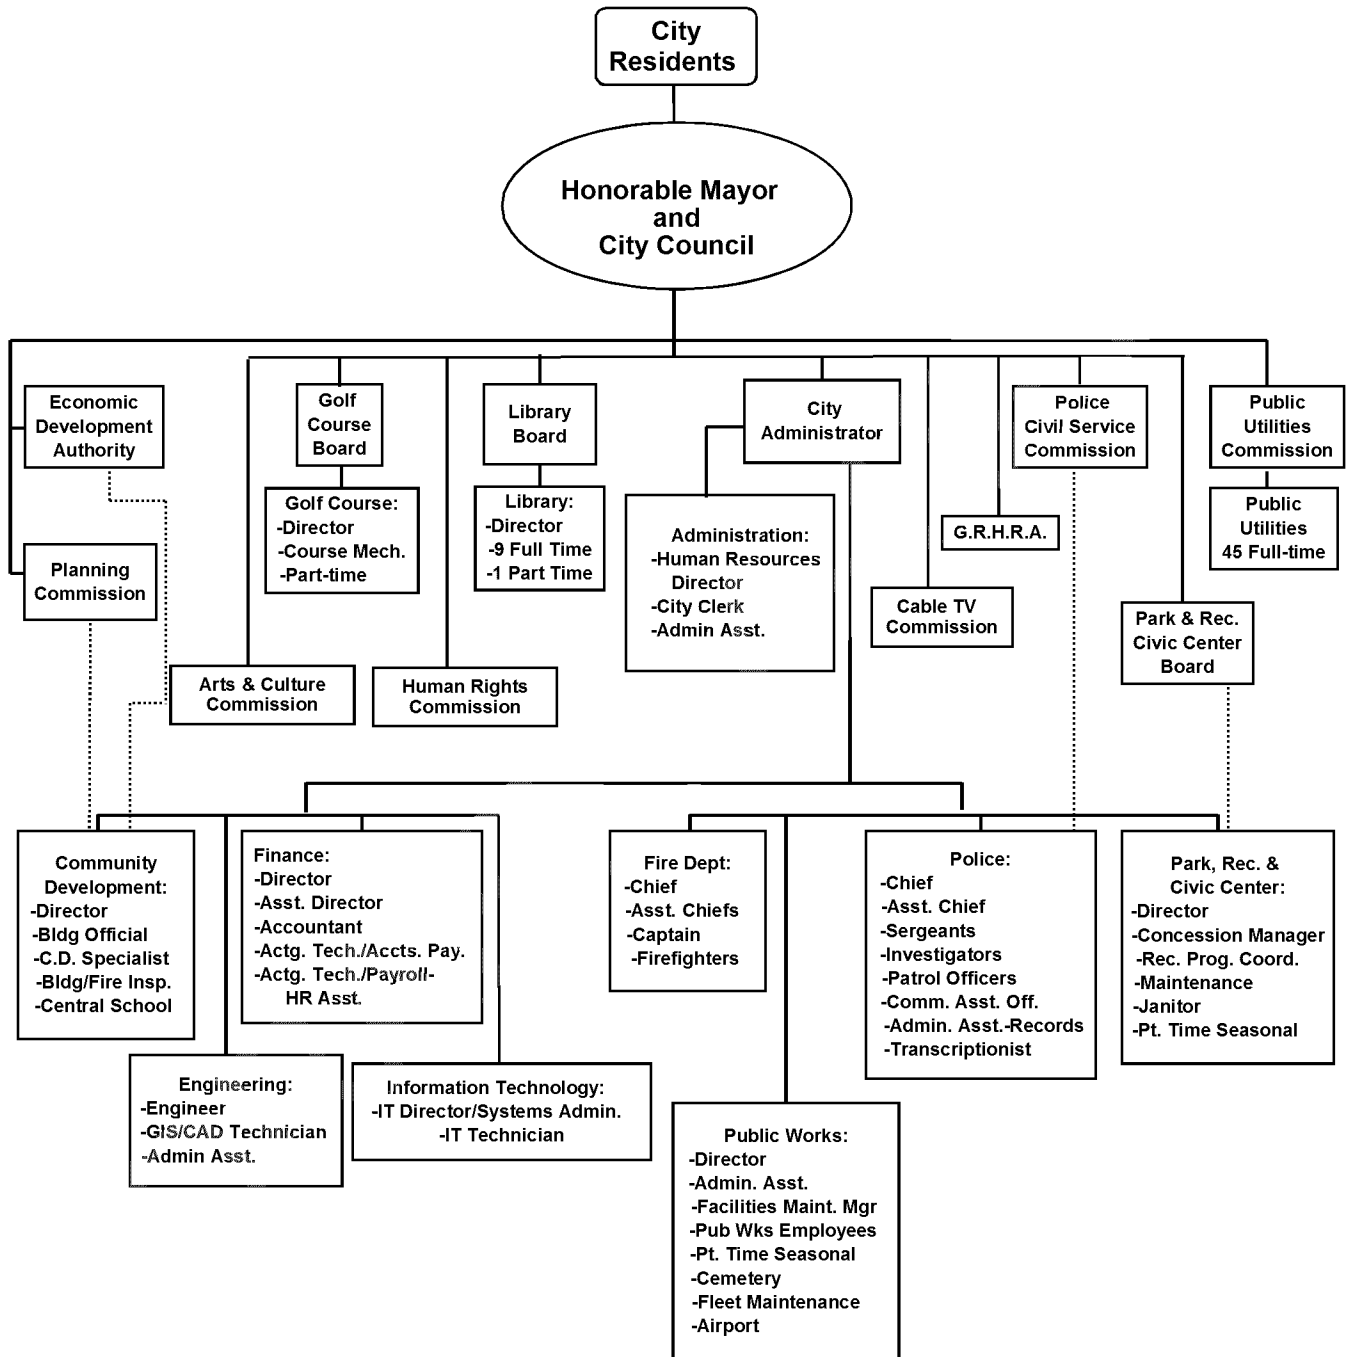 City
Residents
Honorable Mayor
and
City Council
Economic
Development
Authority
Golf
Course
Board
Library
Board
City
Administrator
Police
Civil Service
Commission
Public
Utilities
Commission
Golf Course:
-Director
-Course Mech.
-Part-time
Library:
-Director
-9 Full Time
-1 Part Time
Administration:
-Human Resources
Director
-City Clerk
-Admin Asst.
G.R.H.R.A.
Public
Utilities
45 Full-time
Planning
Commission
Cable TV
Commission
Park & Rec.
Civic Center
Board
Arts & Culture
Commission
Human Rights
Commission
Community
Development:
-Director
-Bldg Official
-C.D. Specialist
-Bldg/Fire Insp.
-Central School
Finance:
-Director
-Asst. Director
-Accountant
-Actg. Tech./Accts. Pay.
-Actg. Tech./Payroll-
HR Asst.
Fire Dept:
-Chief
-Asst. Chiefs
-Captain
-Firefighters
Police:
-Chief
-Asst. Chief
-Sergeants
-Investigators
-Patrol Officers
-Comm. Asst. Off.
-Admin. Asst.-Records
-Transcriptionist
Park, Rec. &
Civic Center:
-Director
-Concession Manager
-Rec. Prog. Coord.
-Maintenance
-Janitor
-Pt. Time Seasonal
Engineering:
-Engineer
-GIS/CAD Technician
-Admin Asst.
Information Technology:
-IT Director/Systems Admin.
-IT Technician
Public Works:
-Director
-Admin. Asst.
-Facilities Maint. Mgr
-Pub Wks Employees
-Pt. Time Seasonal
-Cemetery
-Fleet Maintenance
-Airport